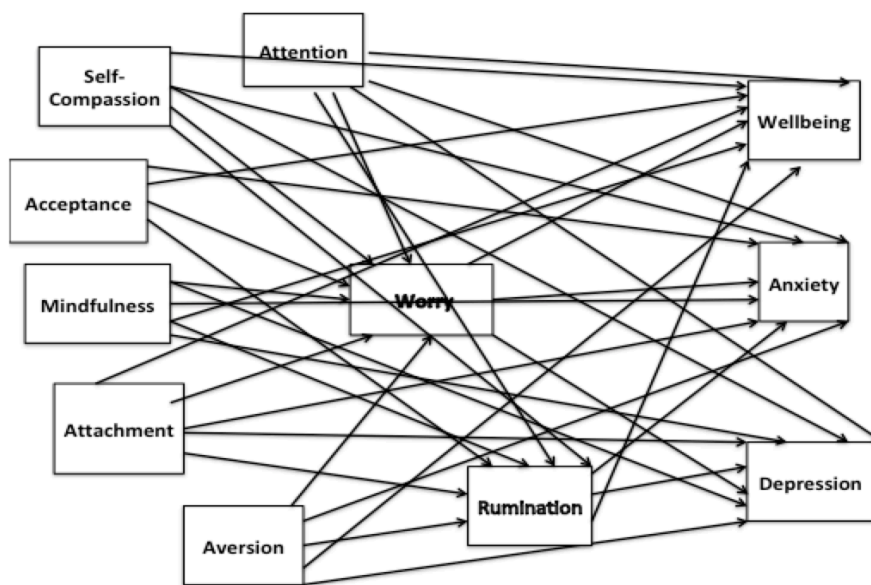 Attention
Self-
Compassion
Wellbeing
Acceptance
Worry
Anxiety
Mindfulness
Attachment
Depression
Rumination
Aversion